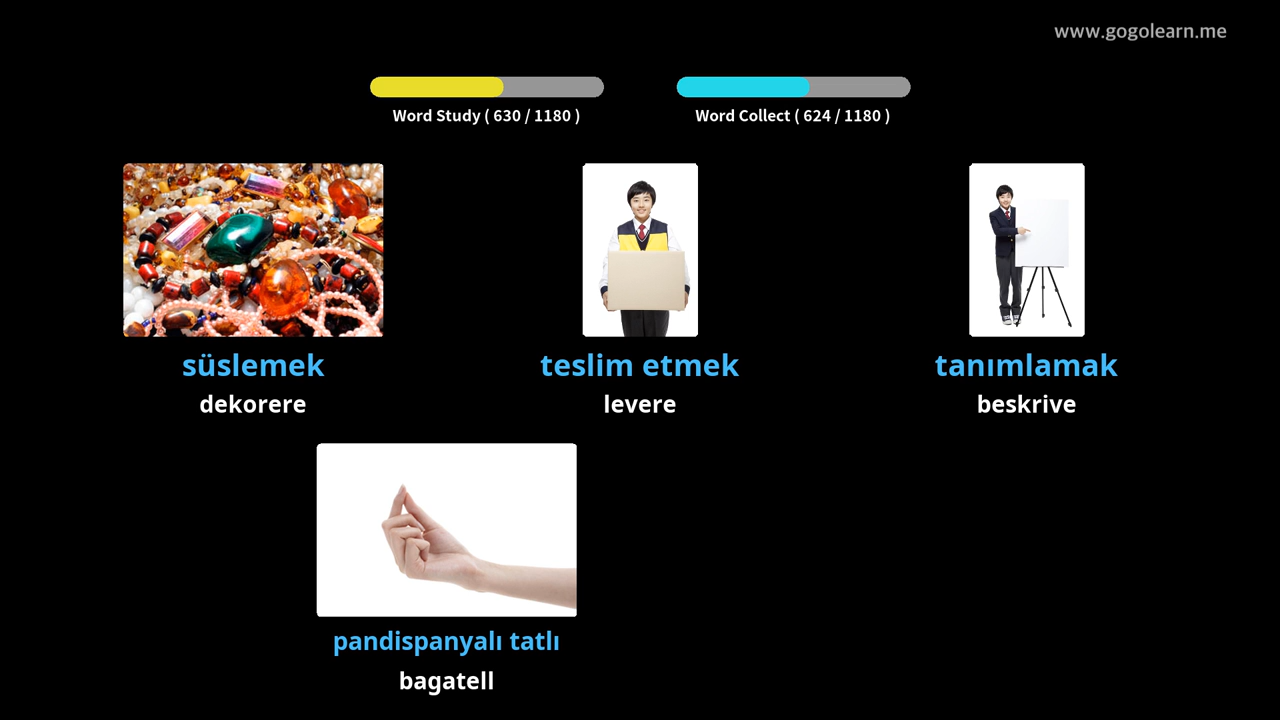 www.gogolearn.me
Word Study ( 630 / 1180 )
Word Collect ( 624 / 1180 )
süslemek
dekorere
teslim etmek
levere
tanımlamak
beskrive
pandispanyalı tatlı
bagatell